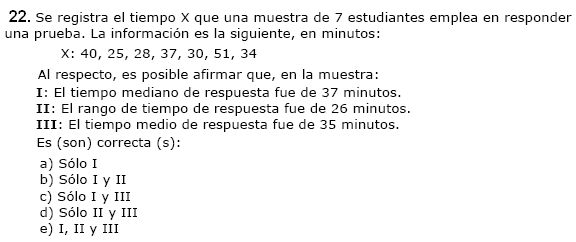 22. Se registra el tiempo X que una muestra de 7 estudiantes emplea en responder
una prueba. La información es la siguiente, en minutos:
X: 40, 25, 28, 37, 30, 51, 34
Al respecto, es posible afirmar que, en la muestra:
I: El tiempo mediano de respuesta fue de 37 minutos.
II: El rango de tiempo de respuesta fue de 26 minutos.
III: El tiempo medio de respuesta fue de 35 minutos.
Es (son) correcta (s):
a) Sólo I
b) Sólo I y II
c) Sólo I y III
d) Sólo II y III
e) I, II y III